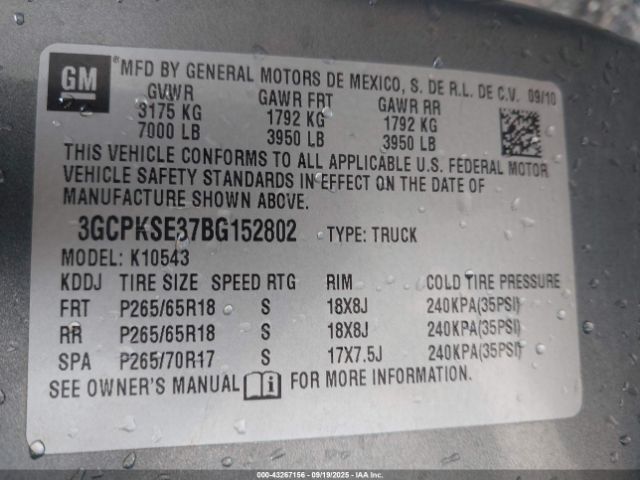 GM
*MFD BY GENERAL MOTORS DE MEXICO, S. DE R.L. DE C.V. 09/10
GVWR GAWR FRT GAWR RR
3175 KG 1792 KG 1792 KG
7000 LB 3950 LB 3950 LB
THIS VEHICLE CONFORMS TO ALL APPLICABLE U.S. FEDERAL MOTOR
VEHICLE SAFETY STANDARDS IN EFFECT ON THE DATE OF
MANUFACTURE SHOWN ABOVE.
3GCPKSE37BG152802 TYPE: TRUCK
MODEL: K10543
KDDJ TIRE SIZE SPEED RTG RIM COLD TIRE PRESSURE
FRT P265/65R18 S 18X8J 240KPA(35PSI)
RR P265/65R18 S 18X8J 240KPA(35PSI)
SPA P265/70R17 S 17X7.5J 240KPA(35PSI)
SEE OWNER'S MANUAL i FOR MORE INFORMATION.
000-43267156 - 09/19/2025 - IAAI.com